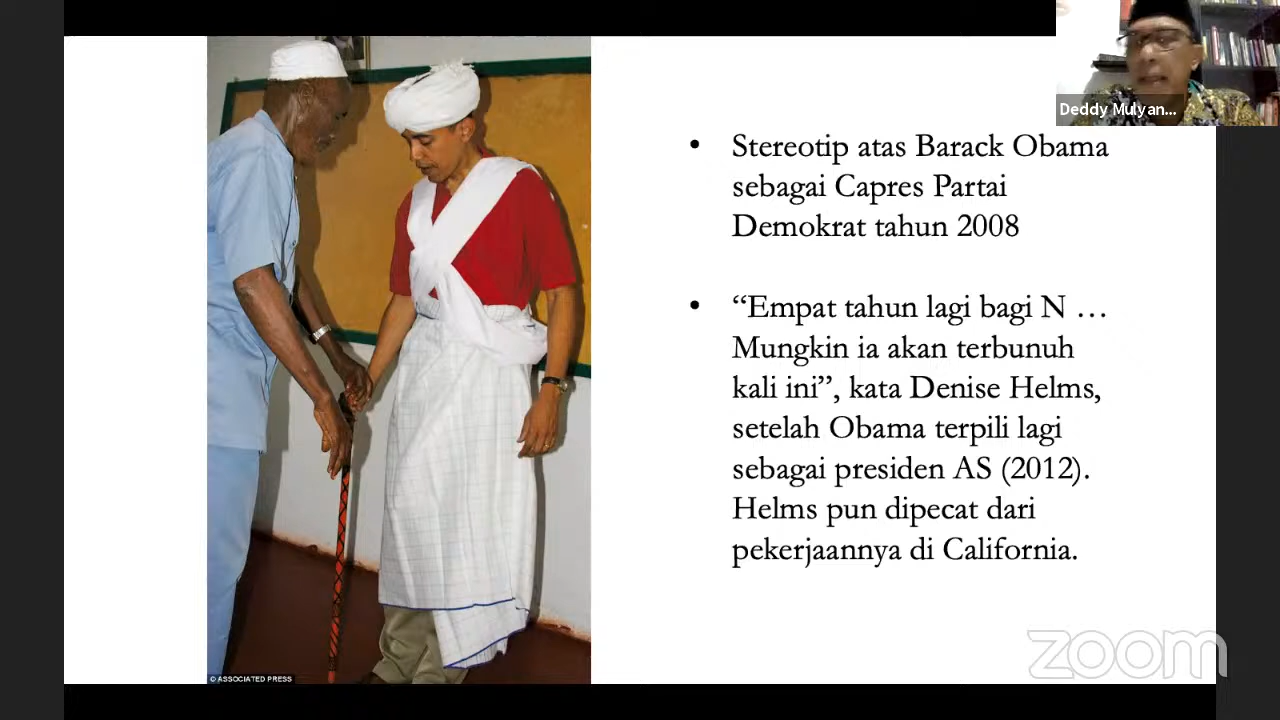 Deddy Mulyan...
• Stereotip atas Barack Obama
sebagai Capres Partai
Demokrat tahun 2008
• “Empat tahun lagi bagi N …
Mungkin ia akan terbunuh
kali ini”, kata Denise Helms,
setelah Obama terpili lagi
sebagai presiden AS (2012).
Helms pun dipecat dari
pekerjaannya di California.
© ASSOCIATED PRESS
zoom